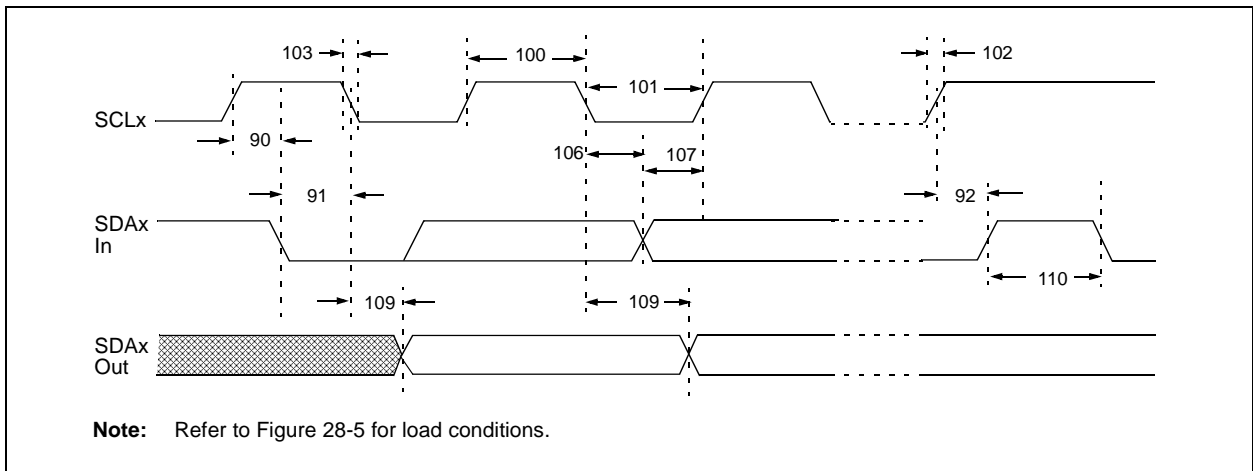 103
100
102
101
SCLx
90
106
107
91
92
SDAx
In
110
109
109
SDAx
Out
Note: Refer to Figure 28-5 for load conditions.